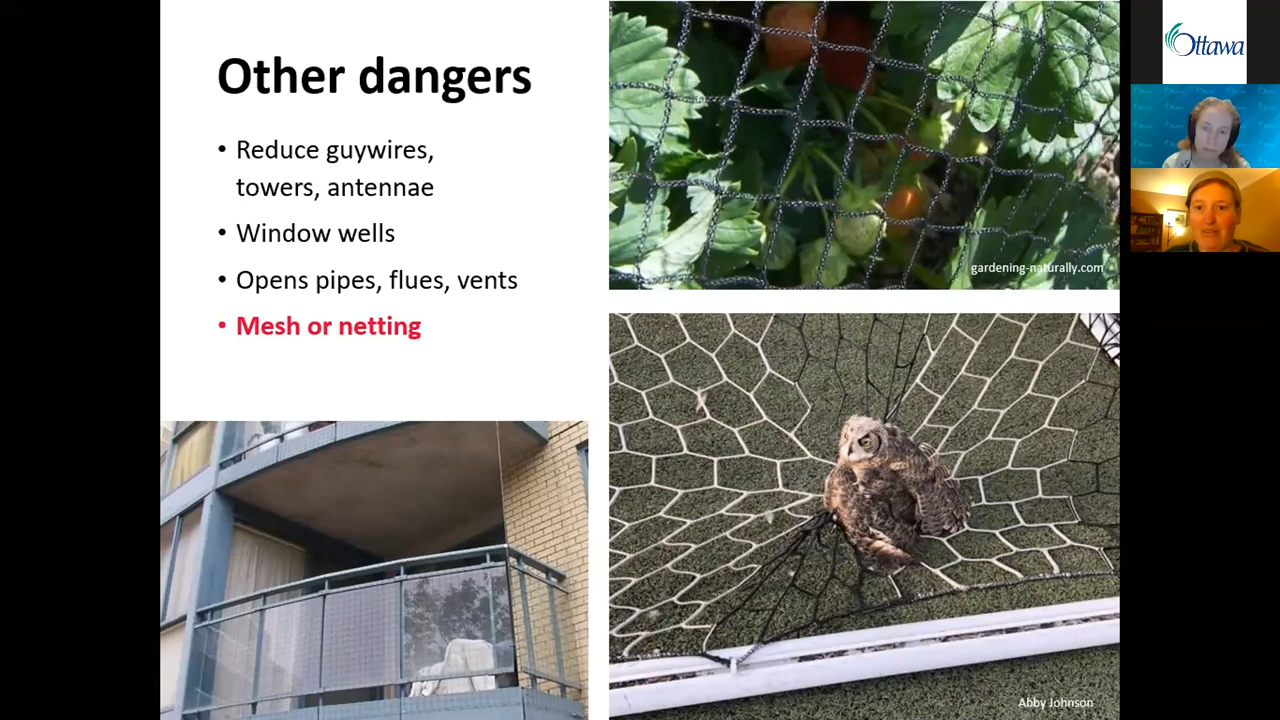 Other dangers
• Reduce guywires,
towers, antennae
• Window wells
• Opens pipes, flues, vents
• Mesh or netting
gardening-naturally.com
Abby Johnson
Ottawa